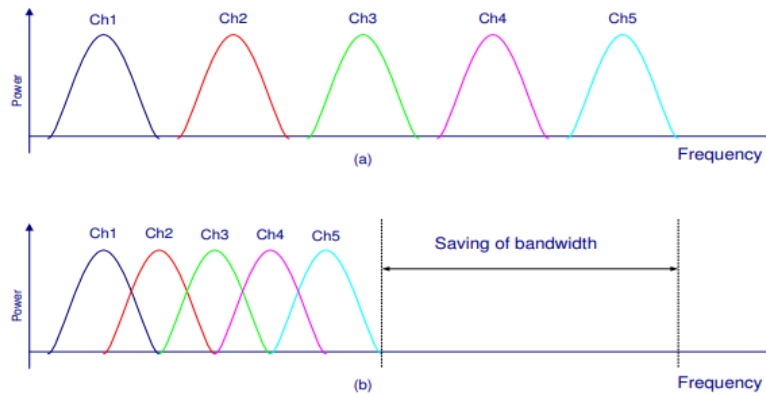 Ch1 Ch2 Ch3 Ch4 Ch5
Power
(a)
Frequency
Ch1 Ch2 Ch3 Ch4 Ch5
Saving of bandwidth
Power
(b)
Frequency